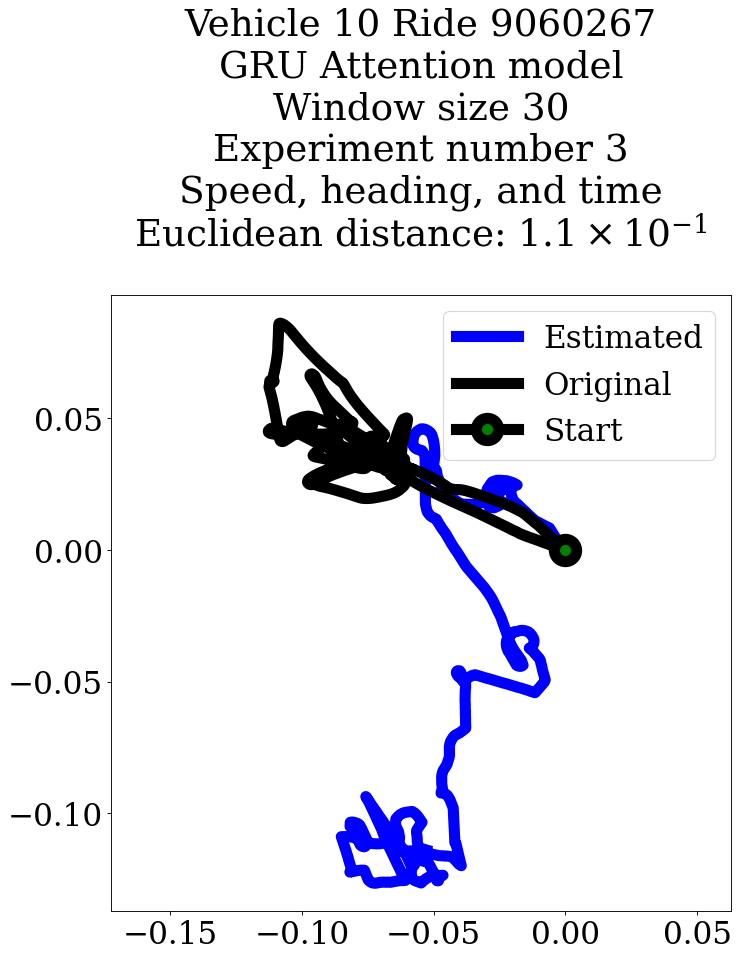 Vehicle 10 Ride 9060267
GRU Attention model
Window size 30
Experiment number 3
Speed, heading, and time
Euclidean distance: 1.1 × 10⁻¹
Estimated
Original
Start
0.05
0.00
−0.05
−0.10
−0.15 −0.10 −0.05 0.00 0.05